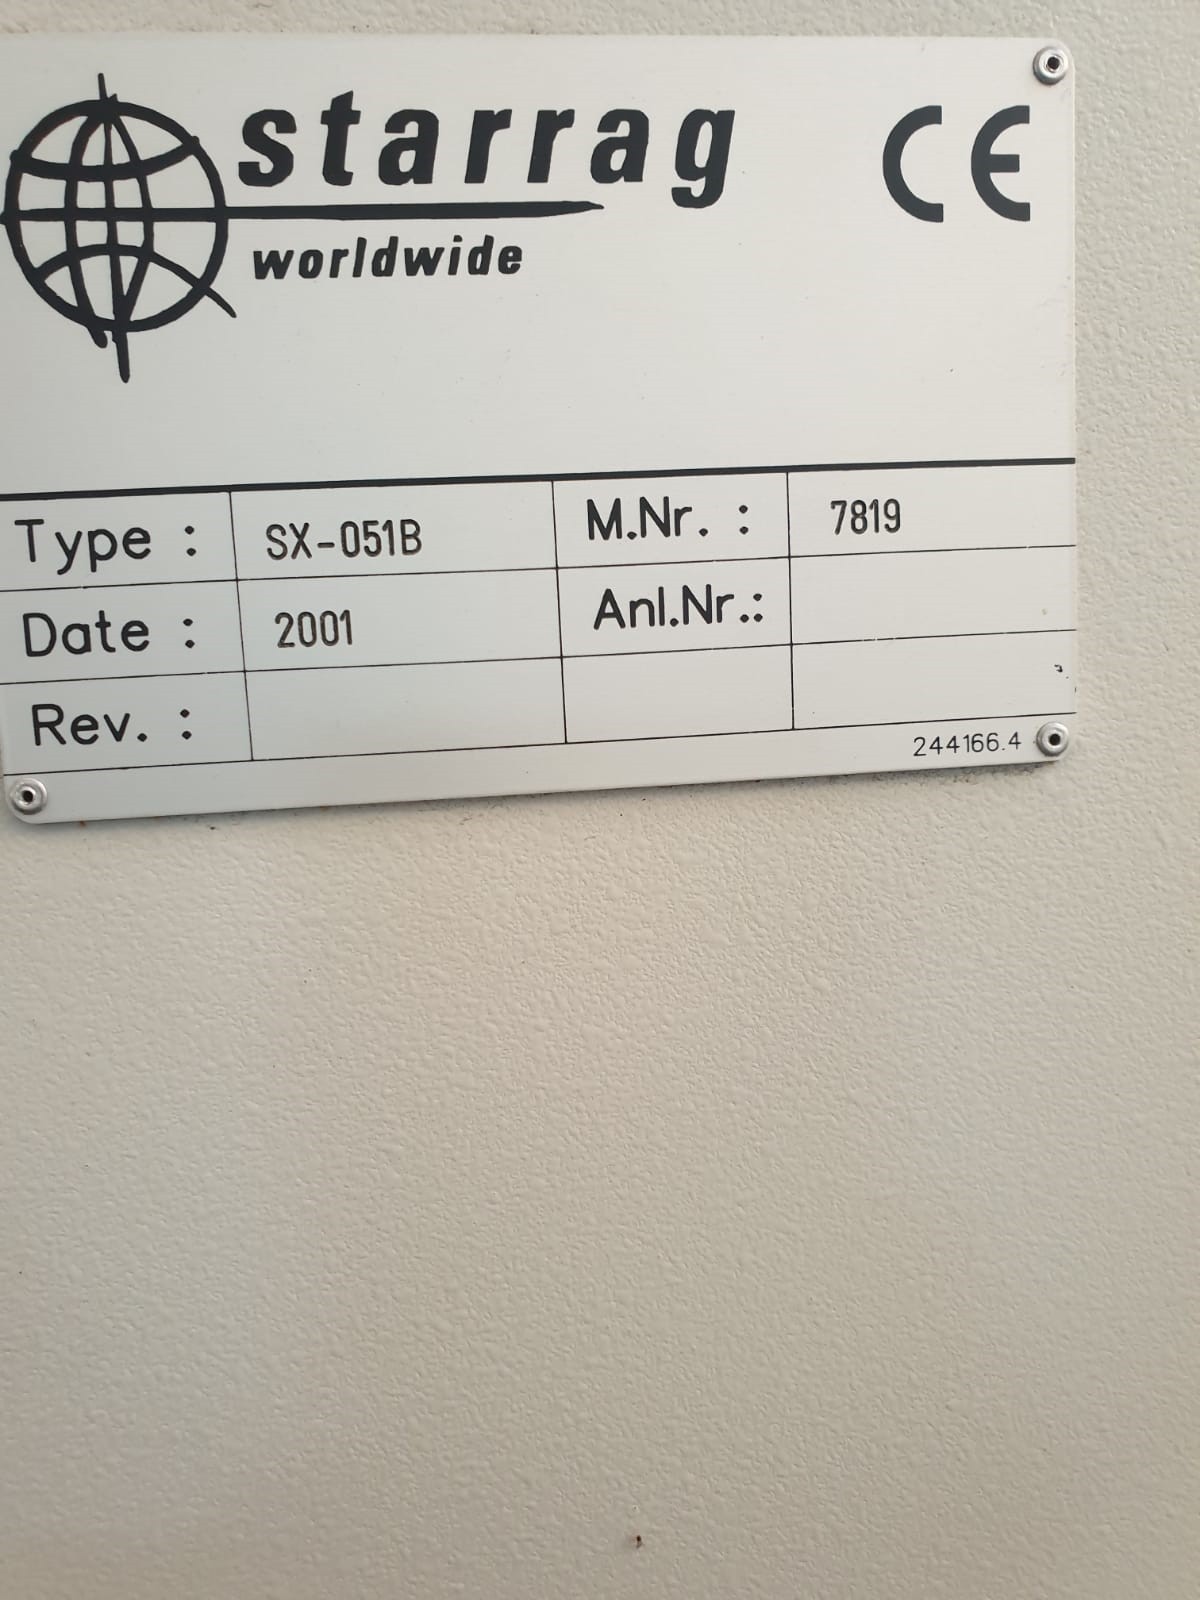 starrag CE
worldwide
Type : SX-051B M.Nr. : 7819
Date : 2001 Anl.Nr.:
Rev. :
244166.4